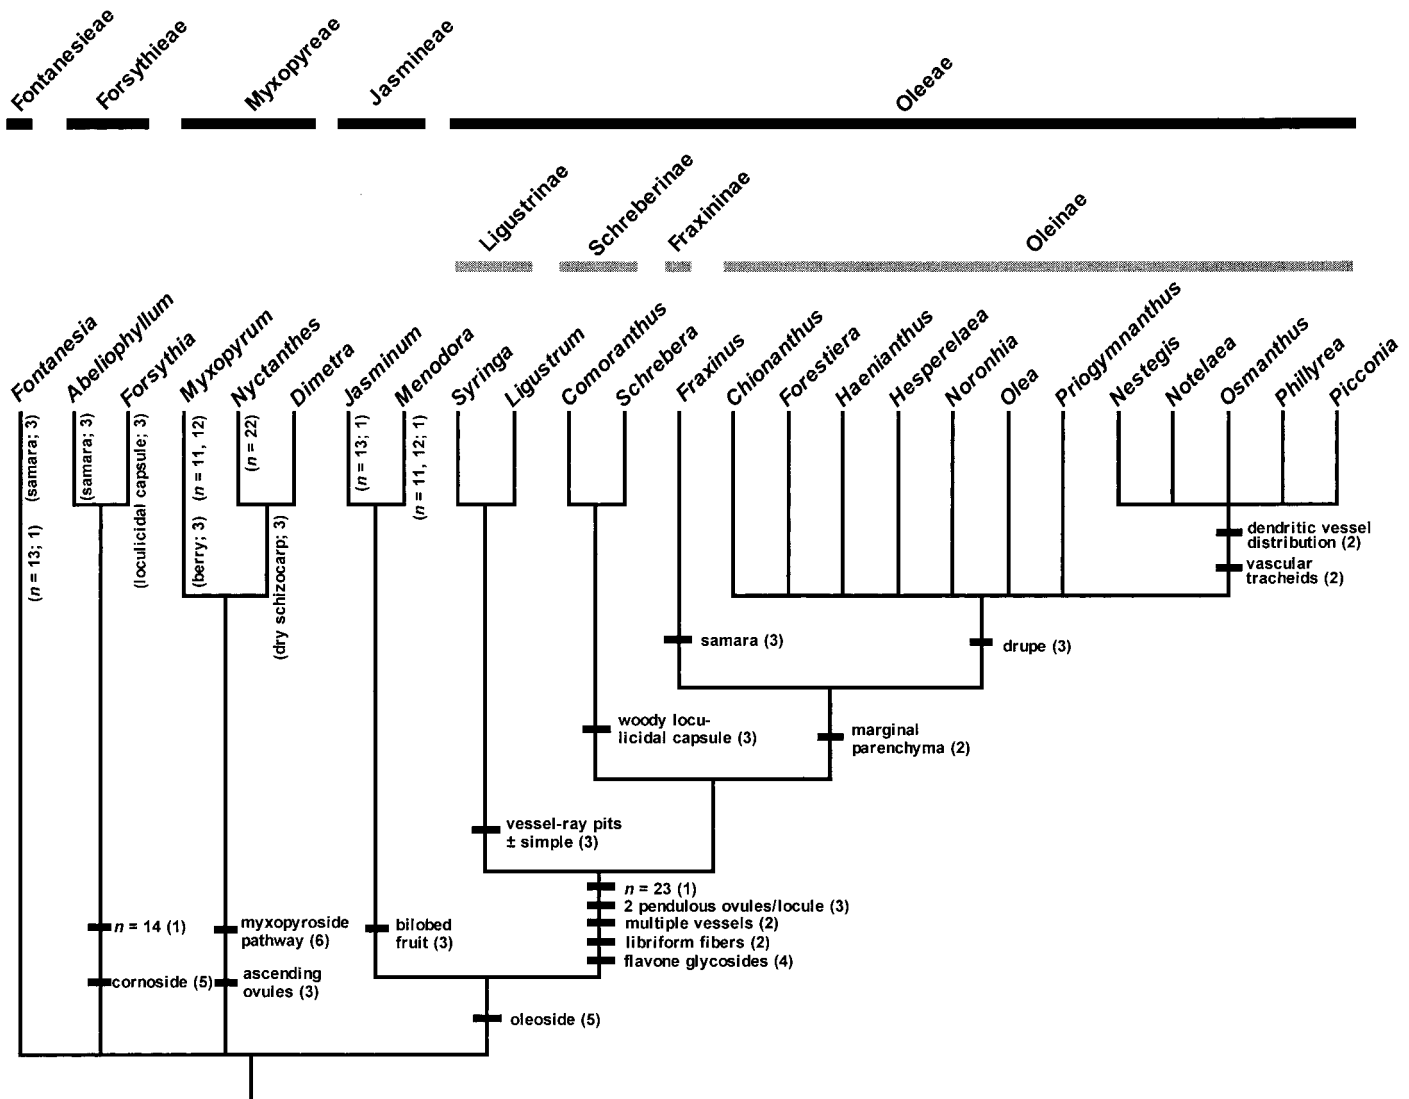 Fontanesieae
Forsythieae
Myxopyreae
Jasmineae
Oleeae
Ligustrinae
Schreberinae
Fraxininae
Oleinae
Fontanesia
Abeliophyllum
Forsythia
Myxopyrum
Nyctanthes
Dimetra
Jasminum
Menodora
Syringa
Ligustrum
Comoranthus
Schrebera
Fraxinus
Chionanthus
Forestiera
Haenianthus
Hesperelaea
Noronhia
Olea
Priogymnanthus
Nestegis
Notelaea
Osmanthus
Phillyrea
Picconia
(n = 13; 1) (samara; 3)
(samara; 3)
(loculicidal capsule; 3)
(berry; 3) (n = 11, 12)
(n = 22)
(dry schizocarp; 3)
(n = 13; 1)
(n = 11, 12; 1)
dendritic vessel
distribution (2)
vascular
tracheids (2)
samara (3)
drupe (3)
woody locu-
licidal capsule (3)
marginal
parenchyma (2)
vessel-ray pits
± simple (3)
n = 23 (1)
2 pendulous ovules/locule (3)
multiple vessels (2)
libriform fibers (2)
flavone glycosides (4)
n = 14 (1)
myxopyroside
pathway (6)
bilobed
fruit (3)
cornoside (5)
ascending
ovules (3)
oleoside (5)